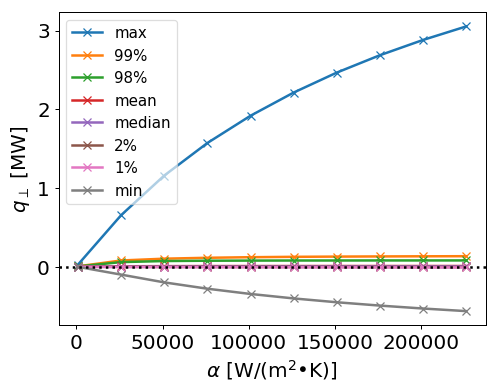 max
99%
98%
mean
median
2%
1%
min
3
2
1
0
q⊥ [MW]
0 50000 100000 150000 200000
α [W/(m²•K)]